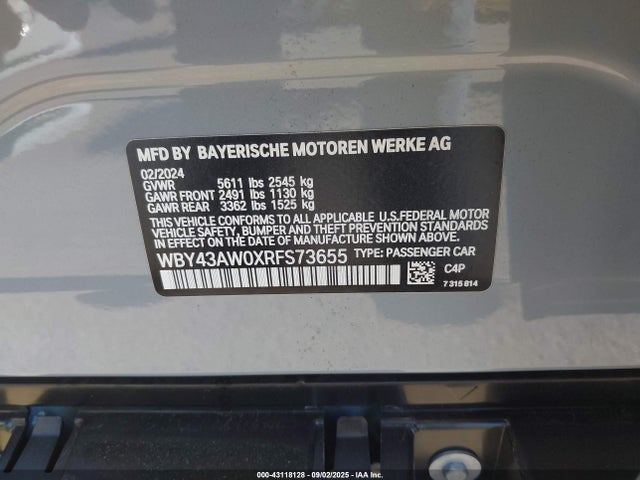 MFD BY BAYERISCHE MOTOREN WERKE AG
02/2024
GVWR 5611 lbs 2545 kg
GAWR FRONT 2491 lbs 1130 kg
GAWR REAR 3362 lbs 1525 kg
THIS VEHICLE CONFORMS TO ALL APPLICABLE U.S.FEDERAL MOTOR
VEHICLE SAFETY, BUMPER AND THEFT PREVENTION STANDARDS
IN EFFECT ON THE DATE OF MANUFACTURE SHOWN ABOVE.
WBY43AW0XRFS73655 TYPE: PASSENGER CAR
C4P
7 315 814
000-43118128 - 09/02/2025 - © IAA Inc.